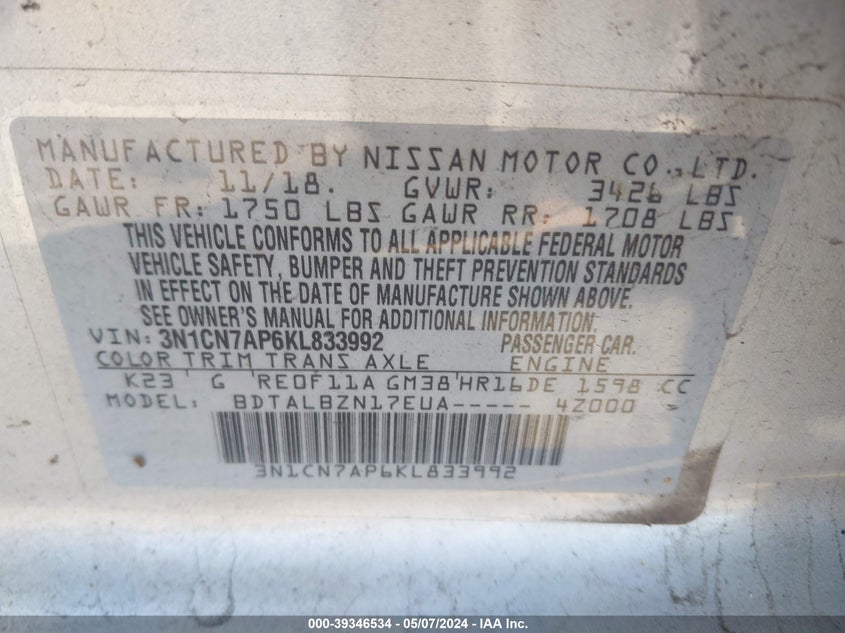 MANUFACTURED BY NISSAN MOTOR CO., LTD.
DATE: 11/18. GVWR: 3426 LBS
GAWR FR: 1750 LBS GAWR RR: 1708 LBS
THIS VEHICLE CONFORMS TO ALL APPLICABLE FEDERAL MOTOR
VEHICLE SAFETY, BUMPER AND THEFT PREVENTION STANDARDS
IN EFFECT ON THE DATE OF MANUFACTURE SHOWN ABOVE.
SEE OWNER'S MANUAL FOR ADDITIONAL INFORMATION.
VIN: 3N1CN7AP6KL833992 PASSENGER CAR.
COLOR TRIM TRANS AXLE ENGINE
K23 G RE0F11A GM38 HR16DE 1598 CC
MODEL: BDTALBZN17EUA----- 4Z000
3N1CN7AP6KL833992
000-39346534 - 05/07/2024 - IAA Inc.